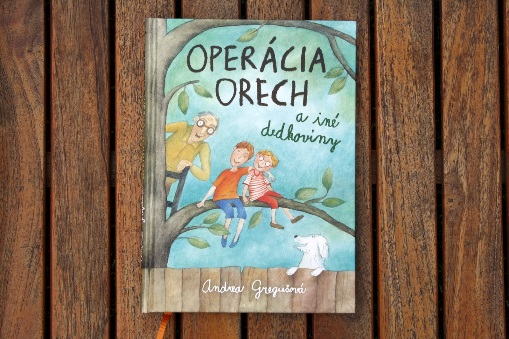 OPERÁCIA
ORECH
a iné
dedkoviny
Andrea Gregušová